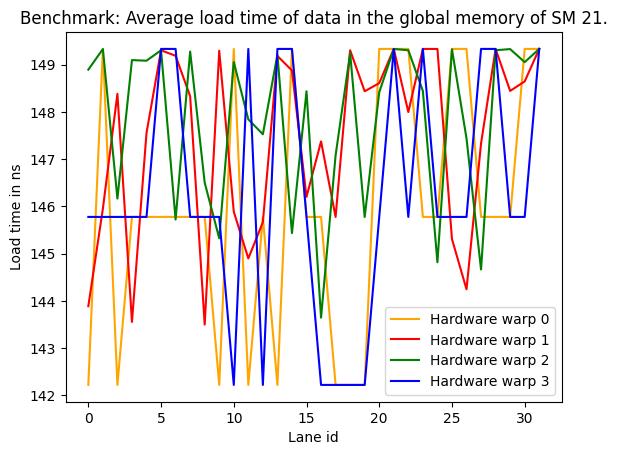 Benchmark: Average load time of data in the global memory of SM 21.
Load time in ns
149
148
147
146
145
144
143
142
Hardware warp 0
Hardware warp 1
Hardware warp 2
Hardware warp 3
0 5 10 15 20 25 30
Lane id